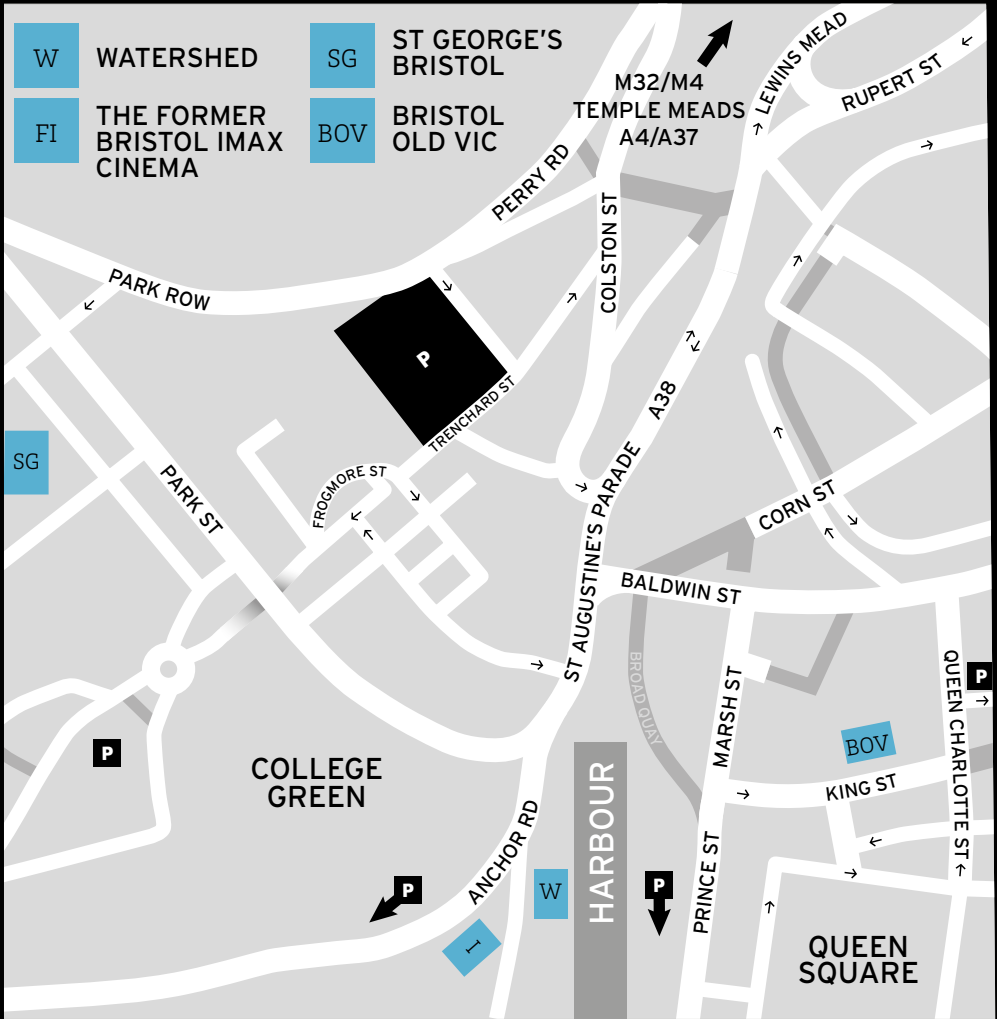 W
WATERSHED
SG
ST GEORGE'S
BRISTOL
FI
THE FORMER
BRISTOL IMAX
CINEMA
BOV
BRISTOL
OLD VIC
M32/M4
TEMPLE MEADS
A4/A37
LEWINS MEAD
RUPERT ST
PERRY RD
COLSTON ST
PARK ROW
P
TRENCHARD ST
A38
SG
PARK ST
FROGMORE ST
ST AUGUSTINE'S PARADE
CORN ST
BALDWIN ST
BROAD QUAY
MARSH ST
QUEEN CHARLOTTE ST
P
P
BOV
COLLEGE
GREEN
HARBOUR
KING ST
ANCHOR RD
PRINCE ST
P
W
P
I
QUEEN
SQUARE